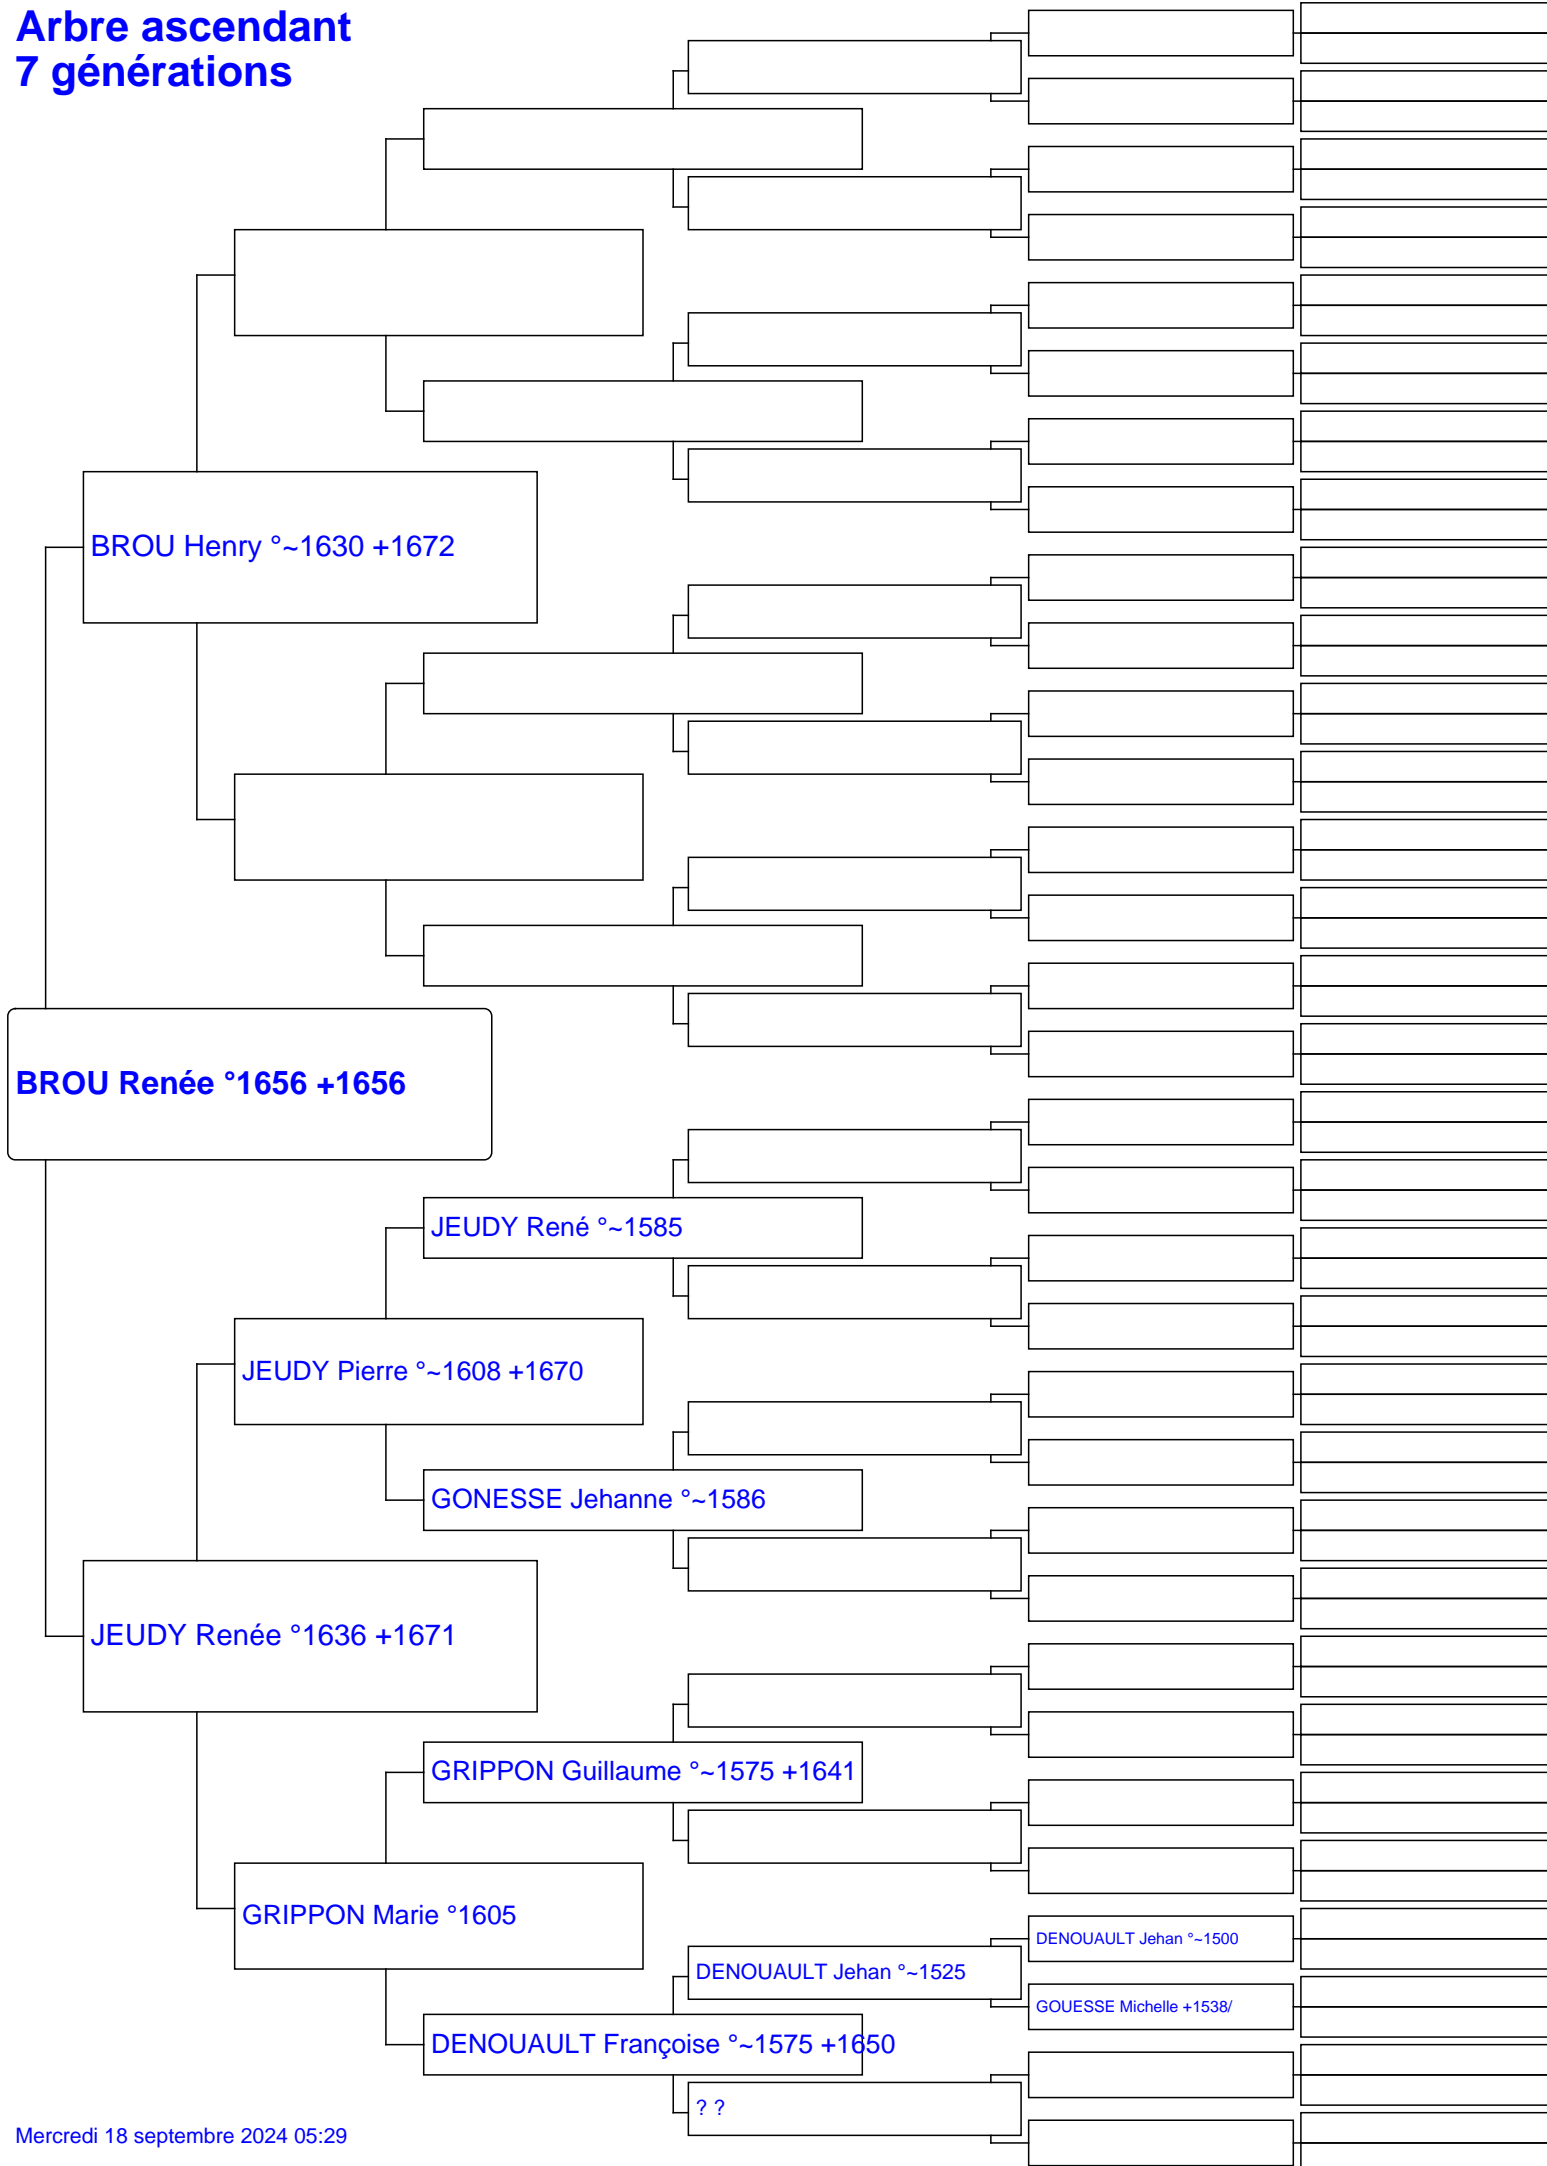 Arbre ascendant
7 générations
BROU Henry °~1630 +1672
BROU Renée °1656 +1656
JEUDY René °~1585
JEUDY Pierre °~1608 +1670
GONESSE Jehanne °~1586
JEUDY Renée °1636 +1671
GRIPPON Guillaume °~1575 +1641
GRIPPON Marie °1605
DENOUAULT Jehan °~1500
DENOUAULT Jehan °~1525
GOUESSE Michelle +1538/
DENOUAULT Françoise °~1575 +1650
? ?
Mercredi 18 septembre 2024 05:29